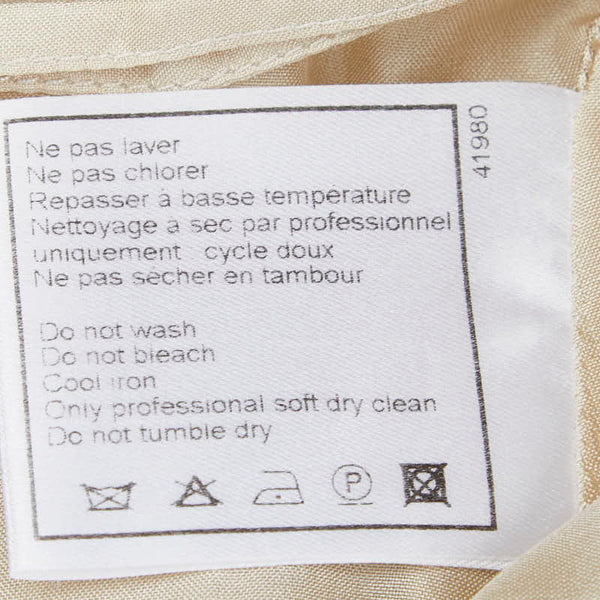 Ne pas laver
Ne pas chlorer
Repasser à basse température
Nettoyage à sec par professionnel
uniquement : cycle doux
Ne pas sécher en tambour
Do not wash
Do not bleach
Cool iron
Only professional soft dry clean
Do not tumble dry
P
41980